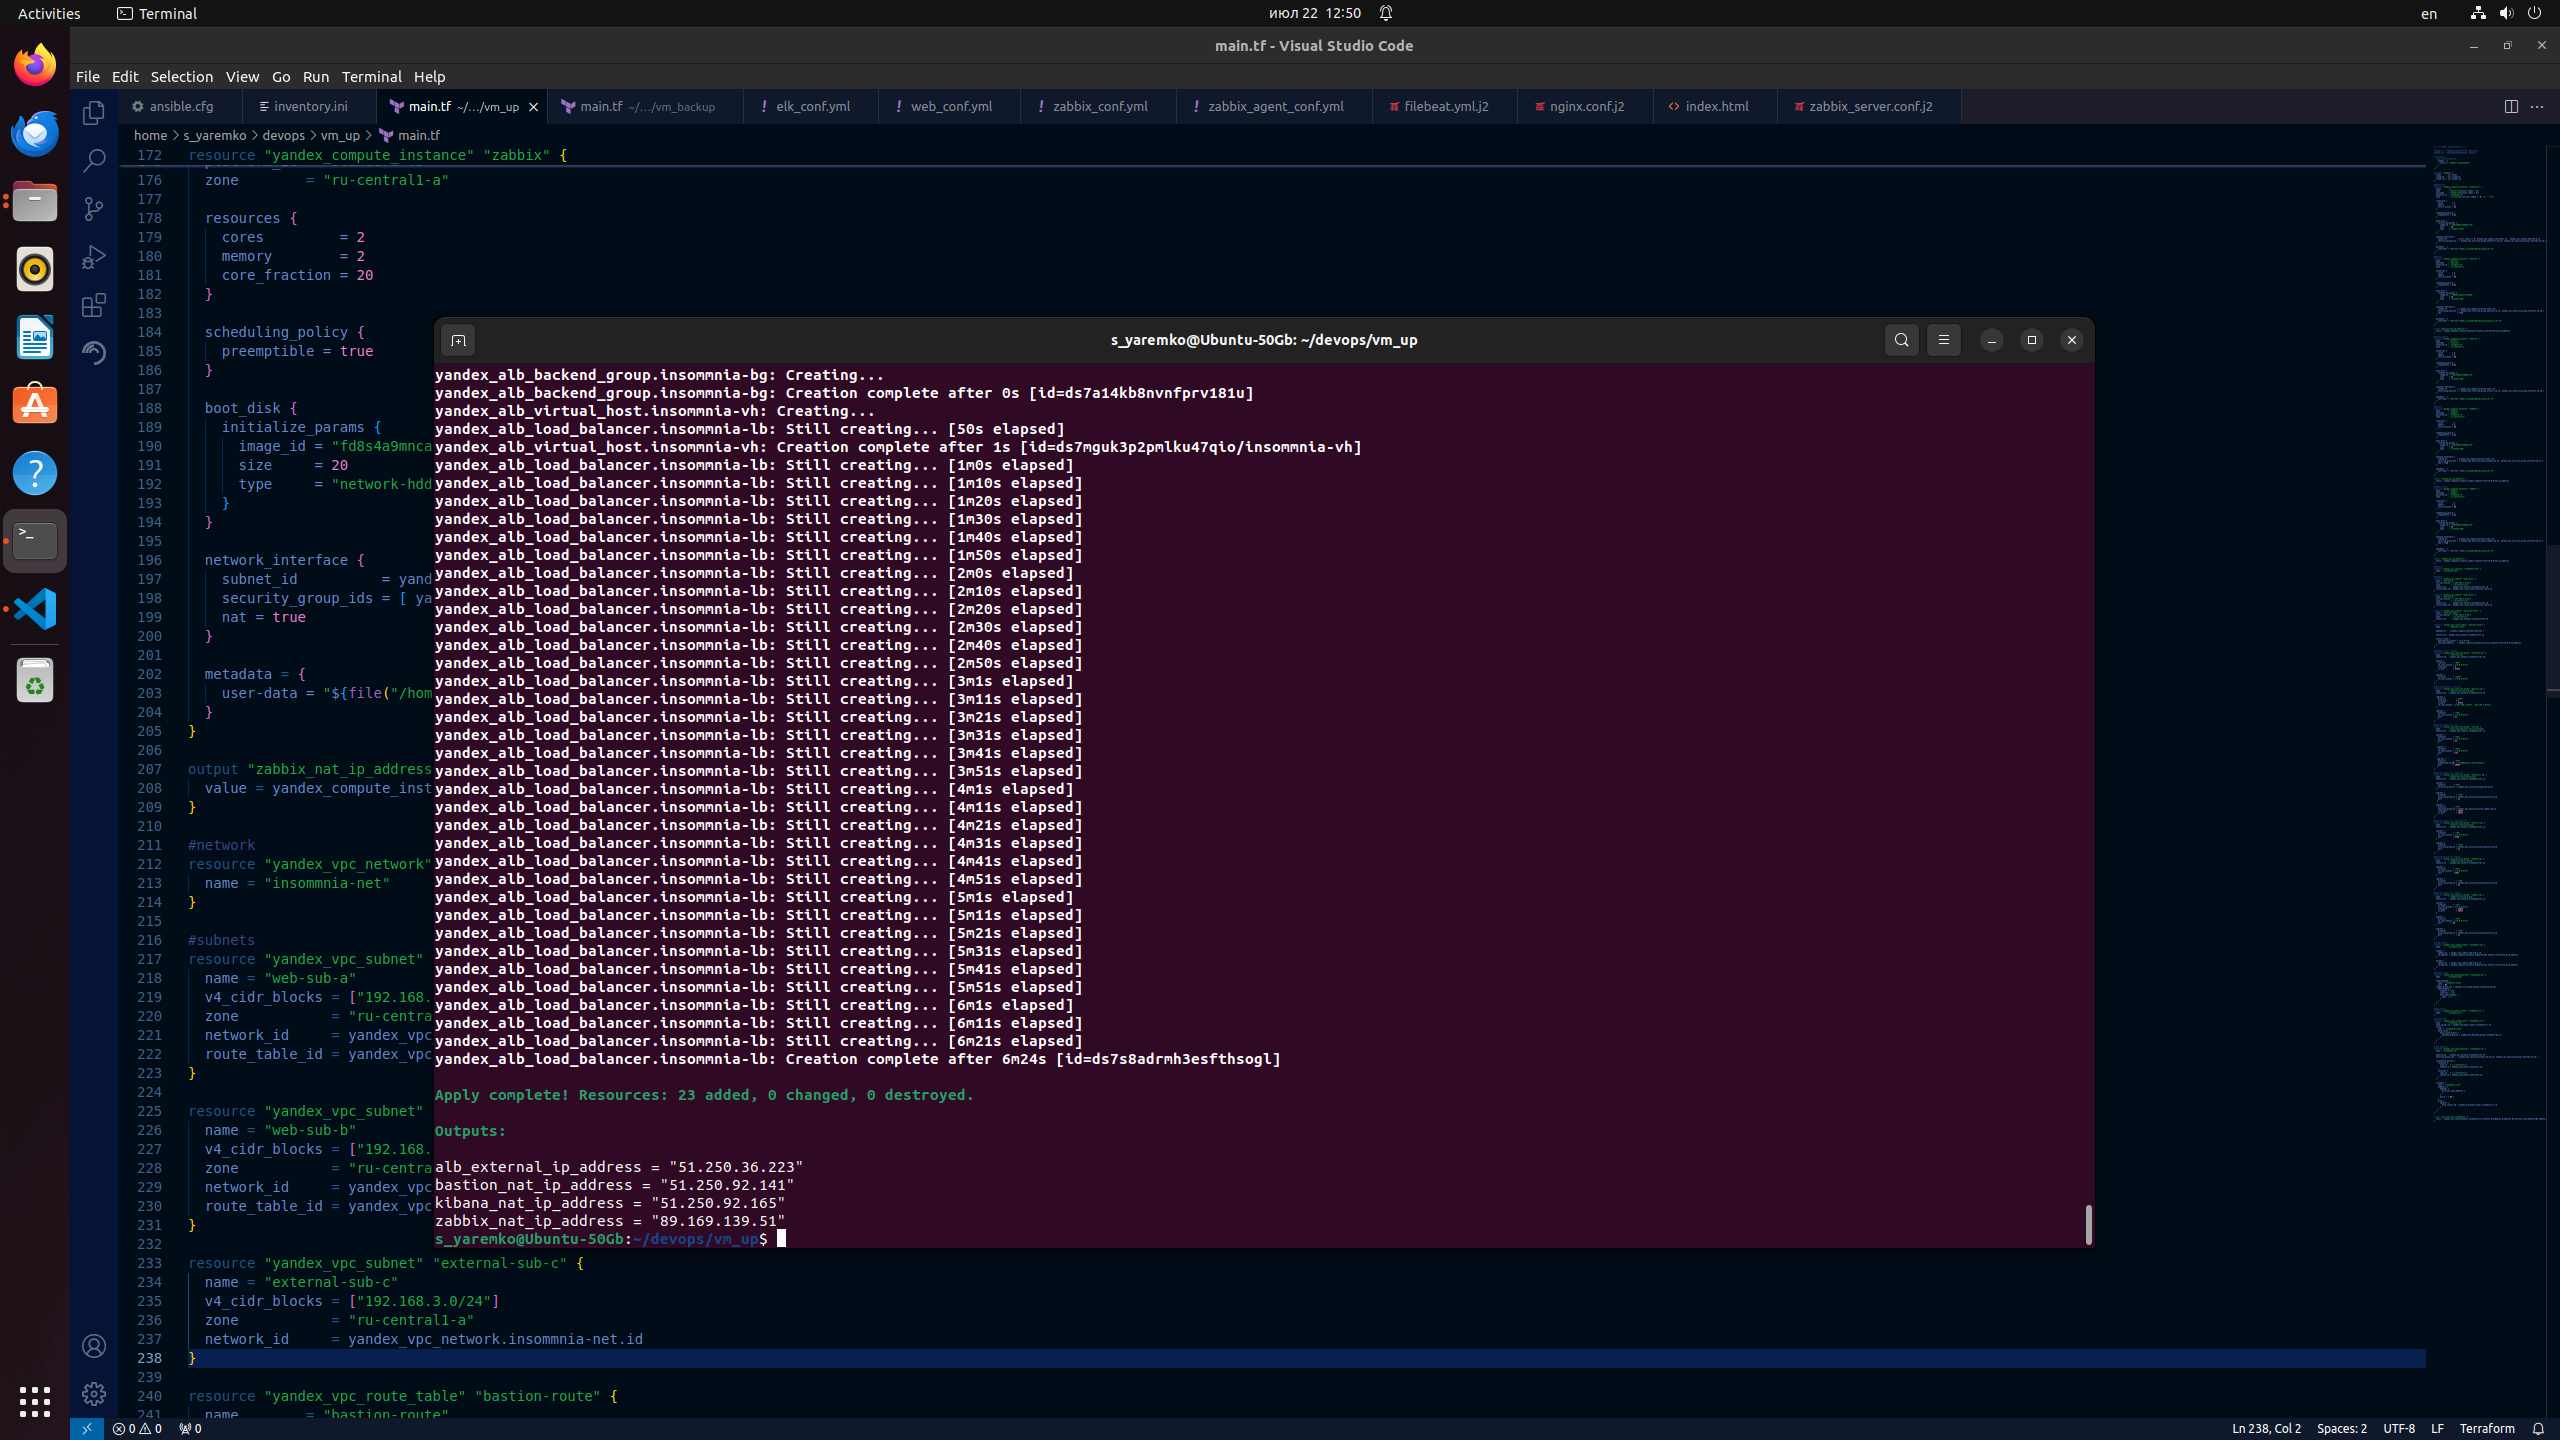 Activities Terminal июл 22 12:50 en
main.tf - Visual Studio Code
File Edit Selection View Go Run Terminal Help
ansible.cfg inventory.ini main.tf ~/.../vm_up main.tf ~/.../vm_backup ! elk_conf.yml ! web_conf.yml ! zabbix_conf.yml ! zabbix_agent_conf.yml filebeat.yml.j2 nginx.conf.j2 index.html zabbix_server.conf.j2
home > s_yaremko > devops > vm_up > main.tf
172 resource "yandex_compute_instance" "zabbix" {
176 zone = "ru-central1-a"
177
178 resources {
179 cores = 2
180 memory = 2
181 core_fraction = 20
182 }
183
184 scheduling_policy {
185 preemptible = true
186 }
187
188 boot_disk {
189 initialize_params {
190 image_id = "fd8s4a9mnca
191 size = 20
192 type = "network-hdd
193 }
194 }
195
196 network_interface {
197 subnet_id = yand
198 security_group_ids = [ ya
199 nat = true
200 }
201
202 metadata = {
203 user-data = "${file("/hom
204 }
205 }
206
207 output "zabbix_nat_ip_address
208 value = yandex_compute_inst
209 }
210
211 #network
212 resource "yandex_vpc_network"
213 name = "insommnia-net"
214 }
215
216 #subnets
217 resource "yandex_vpc_subnet"
218 name = "web-sub-a"
219 v4_cidr_blocks = ["192.168.
220 zone = "ru-centra
221 network_id = yandex_vpc
222 route_table_id = yandex_vpc
223 }
224
225 resource "yandex_vpc_subnet"
226 name = "web-sub-b"
227 v4_cidr_blocks = ["192.168.
228 zone = "ru-centra
229 network_id = yandex_vpc
230 route_table_id = yandex_vpc
231 }
232
233 resource "yandex_vpc_subnet" "external-sub-c" {
234 name = "external-sub-c"
235 v4_cidr_blocks = ["192.168.3.0/24"]
236 zone = "ru-central1-a"
237 network_id = yandex_vpc_network.insommnia-net.id
238 }
239
240 resource "yandex_vpc_route_table" "bastion-route" {
241 name = "bastion-route"
s_yaremko@Ubuntu-50Gb: ~/devops/vm_up
yandex_alb_backend_group.insommnia-bg: Creating...
yandex_alb_backend_group.insommnia-bg: Creation complete after 0s [id=ds7a14kb8nvnfprv181u]
yandex_alb_virtual_host.insommnia-vh: Creating...
yandex_alb_load_balancer.insommnia-lb: Still creating... [50s elapsed]
yandex_alb_virtual_host.insommnia-vh: Creation complete after 1s [id=ds7mguk3p2pmlku47qio/insommnia-vh]
yandex_alb_load_balancer.insommnia-lb: Still creating... [1m0s elapsed]
yandex_alb_load_balancer.insommnia-lb: Still creating... [1m10s elapsed]
yandex_alb_load_balancer.insommnia-lb: Still creating... [1m20s elapsed]
yandex_alb_load_balancer.insommnia-lb: Still creating... [1m30s elapsed]
yandex_alb_load_balancer.insommnia-lb: Still creating... [1m40s elapsed]
yandex_alb_load_balancer.insommnia-lb: Still creating... [1m50s elapsed]
yandex_alb_load_balancer.insommnia-lb: Still creating... [2m0s elapsed]
yandex_alb_load_balancer.insommnia-lb: Still creating... [2m10s elapsed]
yandex_alb_load_balancer.insommnia-lb: Still creating... [2m20s elapsed]
yandex_alb_load_balancer.insommnia-lb: Still creating... [2m30s elapsed]
yandex_alb_load_balancer.insommnia-lb: Still creating... [2m40s elapsed]
yandex_alb_load_balancer.insommnia-lb: Still creating... [2m50s elapsed]
yandex_alb_load_balancer.insommnia-lb: Still creating... [3m1s elapsed]
yandex_alb_load_balancer.insommnia-lb: Still creating... [3m11s elapsed]
yandex_alb_load_balancer.insommnia-lb: Still creating... [3m21s elapsed]
yandex_alb_load_balancer.insommnia-lb: Still creating... [3m31s elapsed]
yandex_alb_load_balancer.insommnia-lb: Still creating... [3m41s elapsed]
yandex_alb_load_balancer.insommnia-lb: Still creating... [3m51s elapsed]
yandex_alb_load_balancer.insommnia-lb: Still creating... [4m1s elapsed]
yandex_alb_load_balancer.insommnia-lb: Still creating... [4m11s elapsed]
yandex_alb_load_balancer.insommnia-lb: Still creating... [4m21s elapsed]
yandex_alb_load_balancer.insommnia-lb: Still creating... [4m31s elapsed]
yandex_alb_load_balancer.insommnia-lb: Still creating... [4m41s elapsed]
yandex_alb_load_balancer.insommnia-lb: Still creating... [4m51s elapsed]
yandex_alb_load_balancer.insommnia-lb: Still creating... [5m1s elapsed]
yandex_alb_load_balancer.insommnia-lb: Still creating... [5m11s elapsed]
yandex_alb_load_balancer.insommnia-lb: Still creating... [5m21s elapsed]
yandex_alb_load_balancer.insommnia-lb: Still creating... [5m31s elapsed]
yandex_alb_load_balancer.insommnia-lb: Still creating... [5m41s elapsed]
yandex_alb_load_balancer.insommnia-lb: Still creating... [5m51s elapsed]
yandex_alb_load_balancer.insommnia-lb: Still creating... [6m1s elapsed]
yandex_alb_load_balancer.insommnia-lb: Still creating... [6m11s elapsed]
yandex_alb_load_balancer.insommnia-lb: Still creating... [6m21s elapsed]
yandex_alb_load_balancer.insommnia-lb: Creation complete after 6m24s [id=ds7s8adrmh3esfthsogl]
Apply complete! Resources: 23 added, 0 changed, 0 destroyed.
Outputs:
alb_external_ip_address = "51.250.36.223"
bastion_nat_ip_address = "51.250.92.141"
kibana_nat_ip_address = "51.250.92.165"
zabbix_nat_ip_address = "89.169.139.51"
s_yaremko@Ubuntu-50Gb:~/devops/vm_up$
0 0 0 Ln 238, Col 2 Spaces: 2 UTF-8 LF Terraform